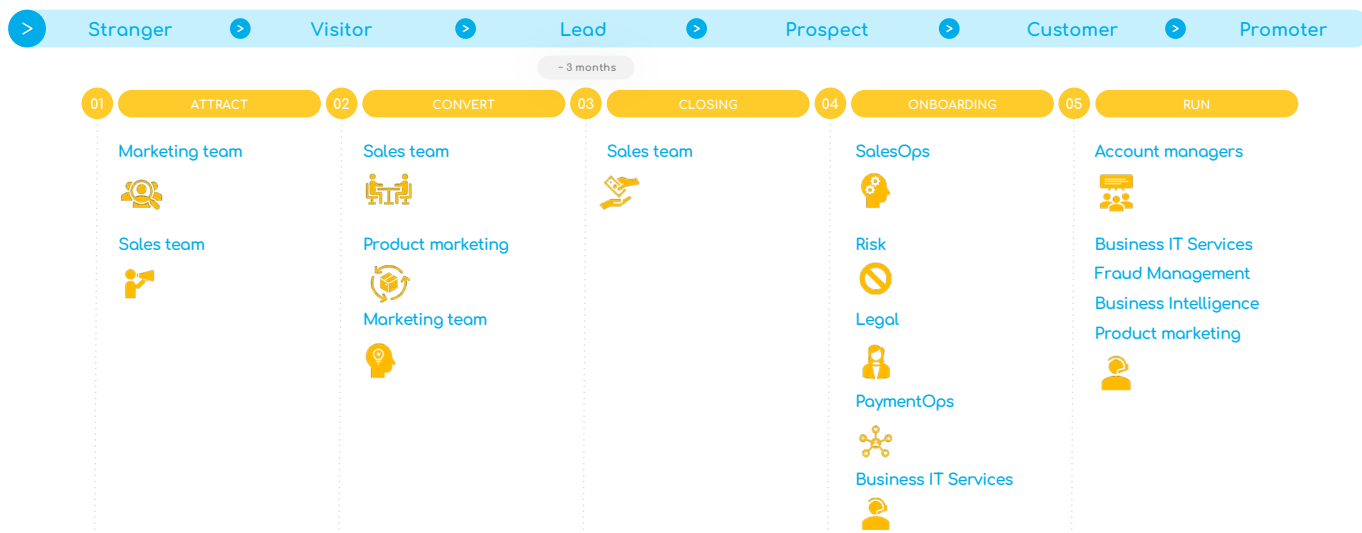 > Stranger > Visitor > Lead > Prospect > Customer > Promoter
~ 3 months
01 ATTRACT 02 CONVERT 03 CLOSING 04 ONBOARDING 05 RUN
Marketing team
Sales team
Sales team
Product marketing
Marketing team
Sales team
SalesOps
Risk
Legal
PaymentOps
Business IT Services
Account managers
Business IT Services
Fraud Management
Business Intelligence
Product marketing